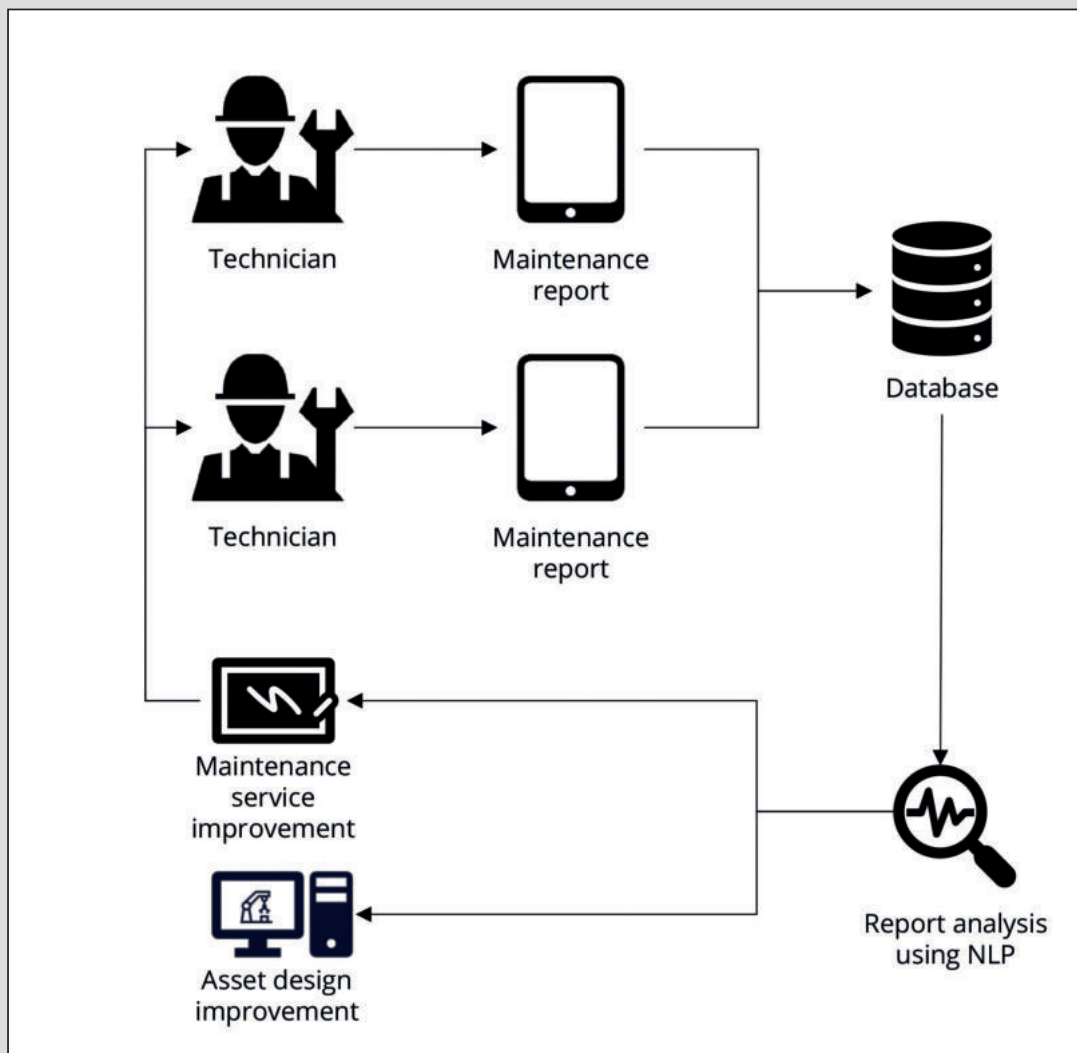 Technician
Maintenance
report
Database
Technician
Maintenance
report
Maintenance
service
improvement
Report analysis
using NLP
Asset design
improvement